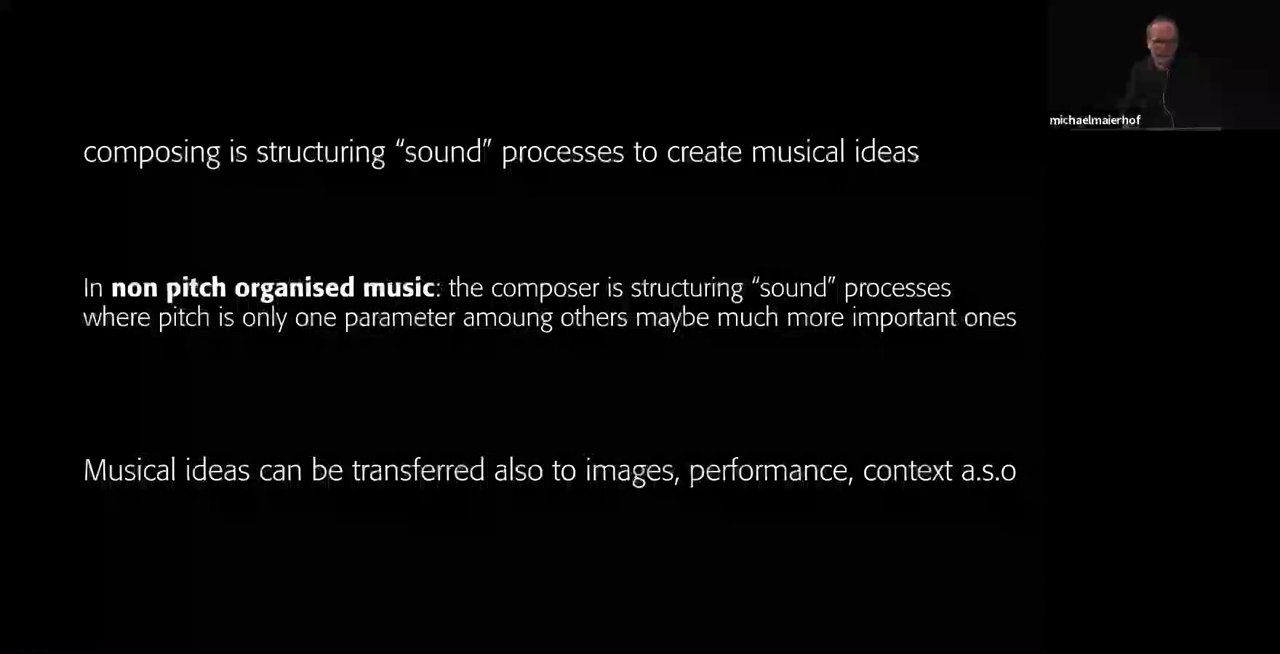 michaelmaierhof
composing is structuring “sound” processes to create musical ideas
In non pitch organised music: the composer is structuring “sound” processes
where pitch is only one parameter amoung others maybe much more important ones
Musical ideas can be transferred also to images, performance, context a.s.o